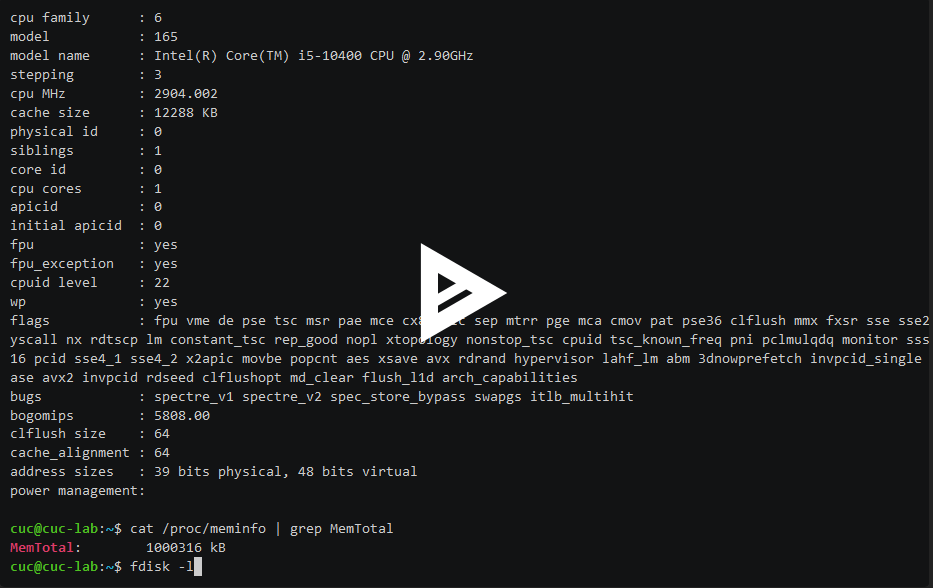 cpu family : 6
model : 165
model name : Intel(R) Core(TM) i5-10400 CPU @ 2.90GHz
stepping : 3
cpu MHz : 2904.002
cache size : 12288 KB
physical id : 0
siblings : 1
core id : 0
cpu cores : 1
apicid : 0
initial apicid : 0
fpu : yes
fpu_exception : yes
cpuid level : 22
wp : yes
flags : fpu vme de pse tsc msr pae mce sep mtrr pge mca cmov pat pse36 clflush mmx fxsr sse sse2
yscall nx rdtscp lm constant_tsc rep_good nopl xtopology nonstop_tsc cpuid tsc_known_freq pni pclmulqdq monitor sss
16 pcid sse4_1 sse4_2 x2apic movbe popcnt aes xsave avx rdrand hypervisor lahf_lm abm 3dnowprefetch invpcid_single
ase avx2 invpcid rdseed clflushopt md_clear flush_l1d arch_capabilities
bugs : spectre_v1 spectre_v2 spec_store_bypass swapgs itlb_multihit
bogomips : 5808.00
clflush size : 64
cache_alignment : 64
address sizes : 39 bits physical, 48 bits virtual
power management:
cuc@cuc-lab:~$ cat /proc/meminfo | grep MemTotal
MemTotal: 1000316 kB
cuc@cuc-lab:~$ fdisk -l